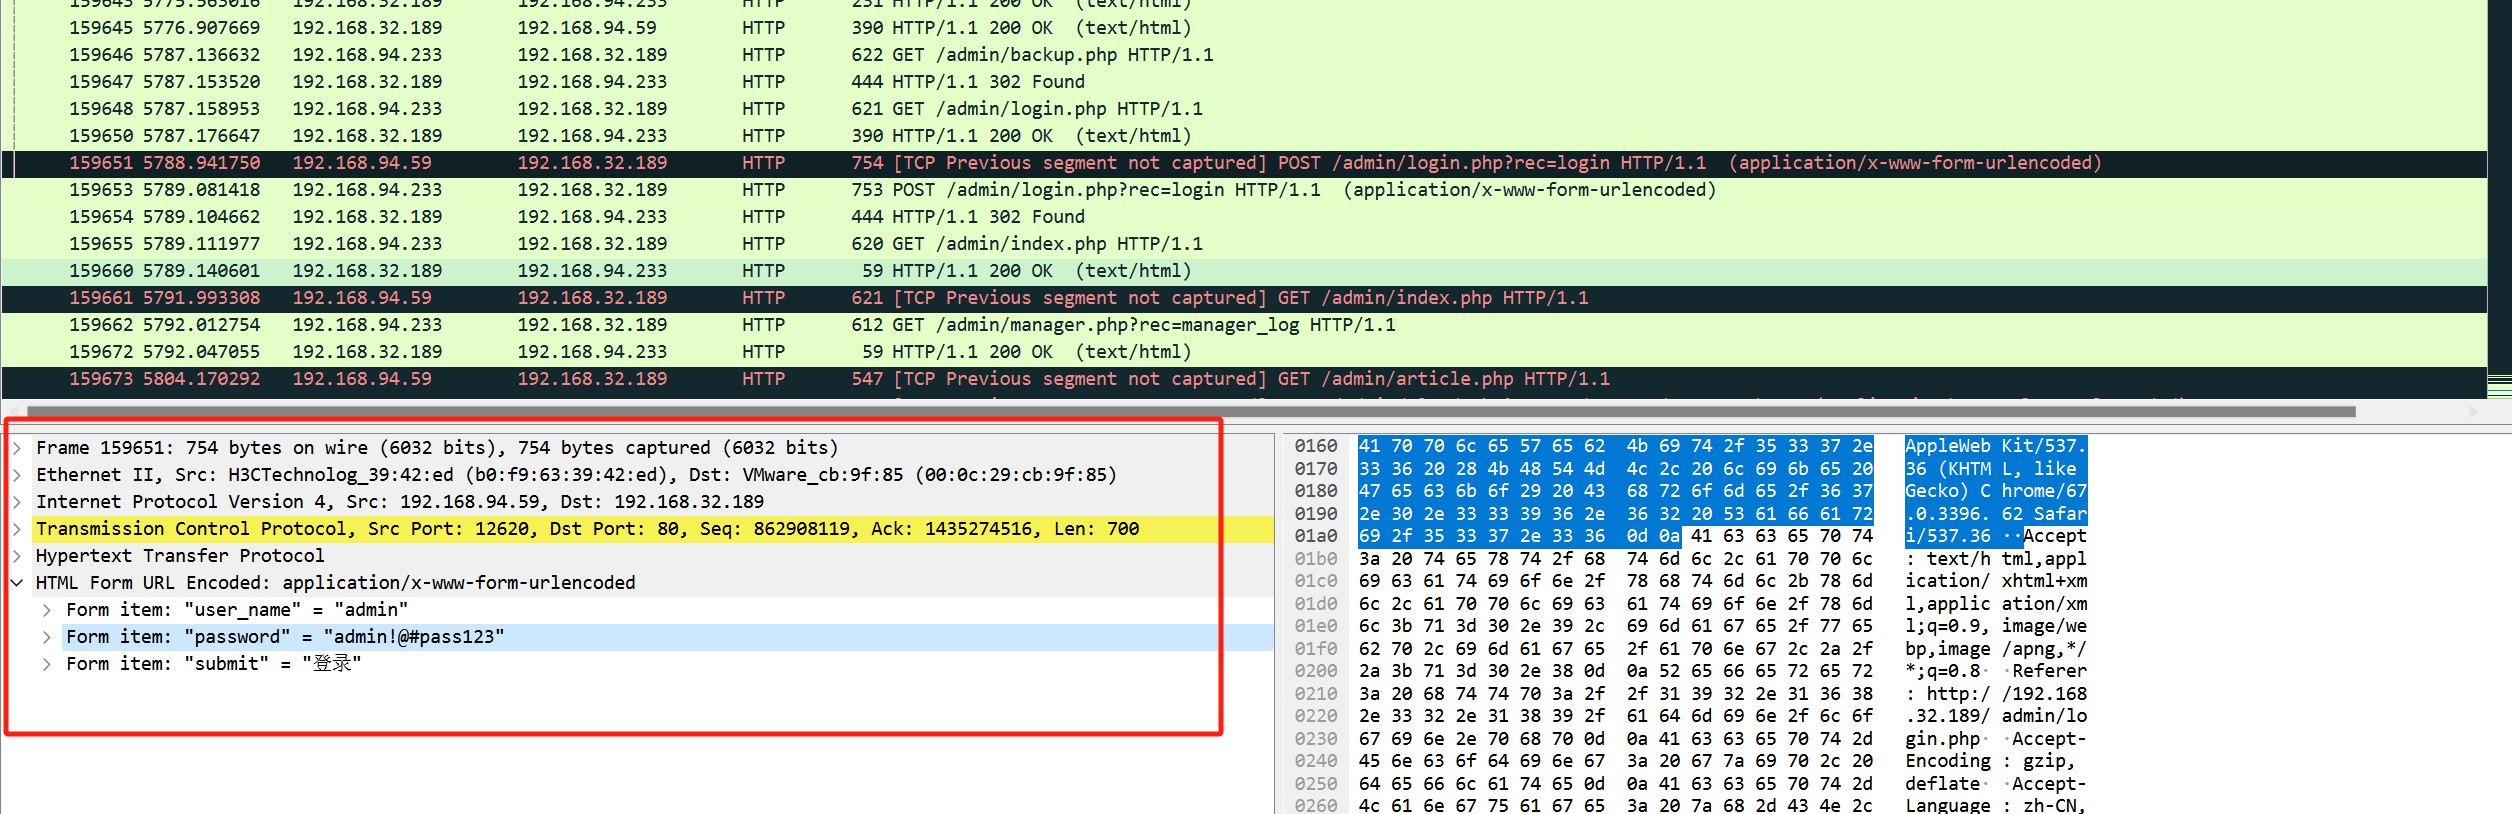 159643 5775.563016 192.168.32.189 192.168.94.233 HTTP 231 HTTP/1.1 200 OK (text/html)
159645 5776.907669 192.168.32.189 192.168.94.59 HTTP 390 HTTP/1.1 200 OK (text/html)
159646 5787.136632 192.168.94.233 192.168.32.189 HTTP 622 GET /admin/backup.php HTTP/1.1
159647 5787.153520 192.168.32.189 192.168.94.233 HTTP 444 HTTP/1.1 302 Found
159648 5787.158953 192.168.94.233 192.168.32.189 HTTP 621 GET /admin/login.php HTTP/1.1
159650 5787.176647 192.168.32.189 192.168.94.233 HTTP 390 HTTP/1.1 200 OK (text/html)
159651 5788.941750 192.168.94.59 192.168.32.189 HTTP 754 [TCP Previous segment not captured] POST /admin/login.php?rec=login HTTP/1.1 (application/x-www-form-urlencoded)
159653 5789.081418 192.168.94.233 192.168.32.189 HTTP 753 POST /admin/login.php?rec=login HTTP/1.1 (application/x-www-form-urlencoded)
159654 5789.104662 192.168.32.189 192.168.94.233 HTTP 444 HTTP/1.1 302 Found
159655 5789.111977 192.168.94.233 192.168.32.189 HTTP 620 GET /admin/index.php HTTP/1.1
159660 5789.140601 192.168.32.189 192.168.94.233 HTTP 59 HTTP/1.1 200 OK (text/html)
159661 5791.993308 192.168.94.59 192.168.32.189 HTTP 621 [TCP Previous segment not captured] GET /admin/index.php HTTP/1.1
159662 5792.012754 192.168.94.233 192.168.32.189 HTTP 612 GET /admin/manager.php?rec=manager_log HTTP/1.1
159672 5792.047055 192.168.32.189 192.168.94.233 HTTP 59 HTTP/1.1 200 OK (text/html)
159673 5804.170292 192.168.94.59 192.168.32.189 HTTP 547 [TCP Previous segment not captured] GET /admin/article.php HTTP/1.1
Frame 159651: 754 bytes on wire (6032 bits), 754 bytes captured (6032 bits)
Ethernet II, Src: H3CTechnolog_39:42:ed (b0:f9:63:39:42:ed), Dst: VMware_cb:9f:85 (00:0c:29:cb:9f:85)
Internet Protocol Version 4, Src: 192.168.94.59, Dst: 192.168.32.189
Transmission Control Protocol, Src Port: 12620, Dst Port: 80, Seq: 862908119, Ack: 1435274516, Len: 700
Hypertext Transfer Protocol
HTML Form URL Encoded: application/x-www-form-urlencoded
Form item: "user_name" = "admin"
Form item: "password" = "admin!@#pass123"
Form item: "submit" = "登录"
0160 41 70 70 6c 65 57 65 62 4b 69 74 2f 35 33 37 2e AppleWeb Kit/537.
0170 33 36 20 28 4b 48 54 4d 4c 2c 20 6c 69 6b 65 20 36 (KHTM L, like
0180 47 65 63 6b 6f 29 20 43 68 72 6f 6d 65 2f 36 37 Gecko) C hrome/67
0190 2e 30 2e 33 33 39 36 2e 36 32 20 53 61 66 61 72 .0.3396. 62 Safar
01a0 69 2f 35 33 37 2e 33 36 0d 0a 41 63 63 65 70 74 i/537.36 ··Accept
01b0 3a 20 74 65 78 74 2f 68 74 6d 6c 2c 61 70 70 6c : text/h tml,appl
01c0 69 63 61 74 69 6f 6e 2f 78 68 74 6d 6c 2b 78 6d ication/ xhtml+xm
01d0 6c 2c 61 70 70 6c 69 63 61 74 69 6f 6e 2f 78 6d l,applic ation/xm
01e0 6c 3b 71 3d 30 2e 39 2c 69 6d 61 67 65 2f 77 65 l;q=0.9, image/we
01f0 62 70 2c 69 6d 61 67 65 2f 61 70 6e 67 2c 2a 2f bp,image /apng,*/
0200 2a 3b 71 3d 30 2e 38 0d 0a 52 65 66 65 72 65 72 *;q=0.8· ·Referer
0210 3a 20 68 74 74 70 3a 2f 2f 31 39 32 2e 31 36 38 : http:/ /192.168
0220 2e 33 32 2e 31 38 39 2f 61 64 6d 69 6e 2f 6c 6f .32.189/ admin/lo
0230 67 69 6e 2e 70 68 70 0d 0a 41 63 63 65 70 74 2d gin.php· ·Accept-
0240 45 6e 63 6f 64 69 6e 67 3a 20 67 7a 69 70 2c 20 Encoding : gzip,
0250 64 65 66 6c 61 74 65 0d 0a 41 63 63 65 70 74 2d deflate· ·Accept-
0260 4c 61 6e 67 75 61 67 65 3a 20 7a 68 2d 43 4e 2c Language : zh-CN,